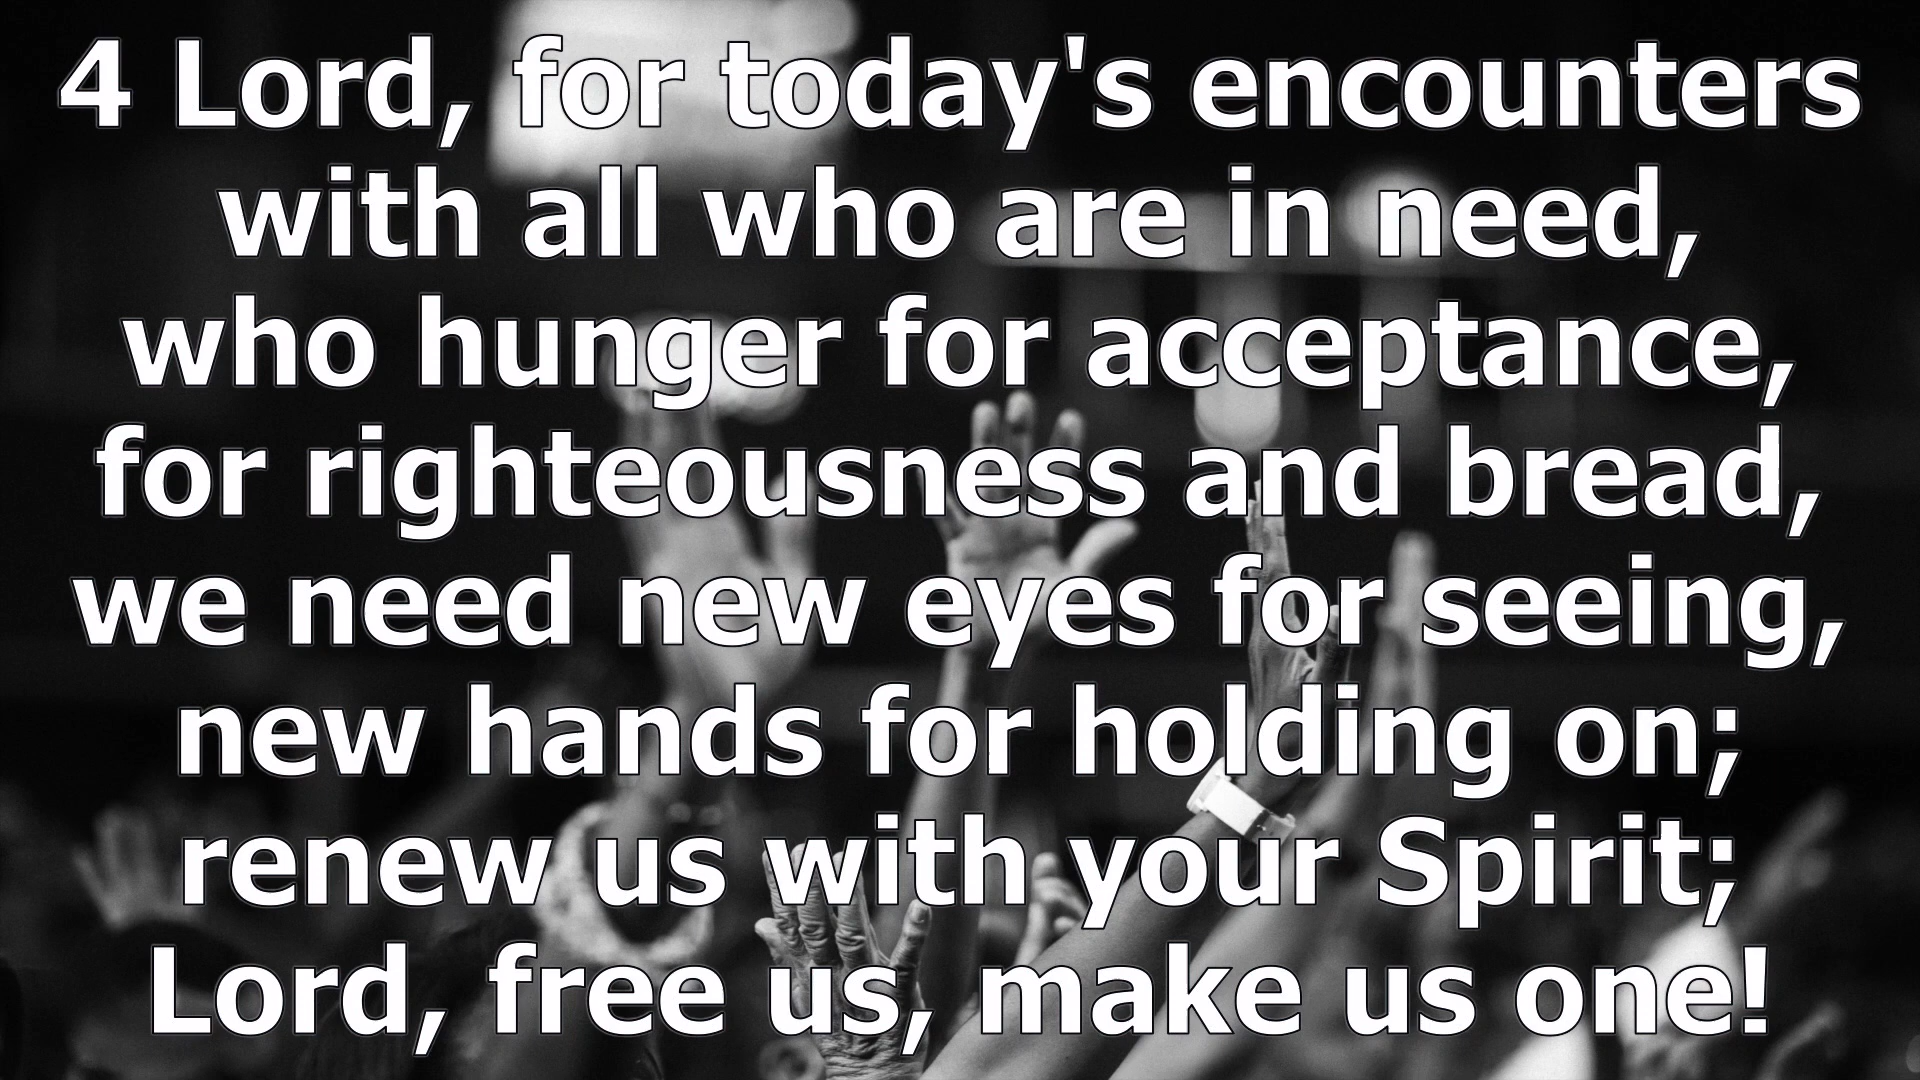 4 Lord, for today's encounters
with all who are in need,
who hunger for acceptance,
for righteousness and bread,
we need new eyes for seeing,
new hands for holding on;
renew us with your Spirit;
Lord, free us, make us one!